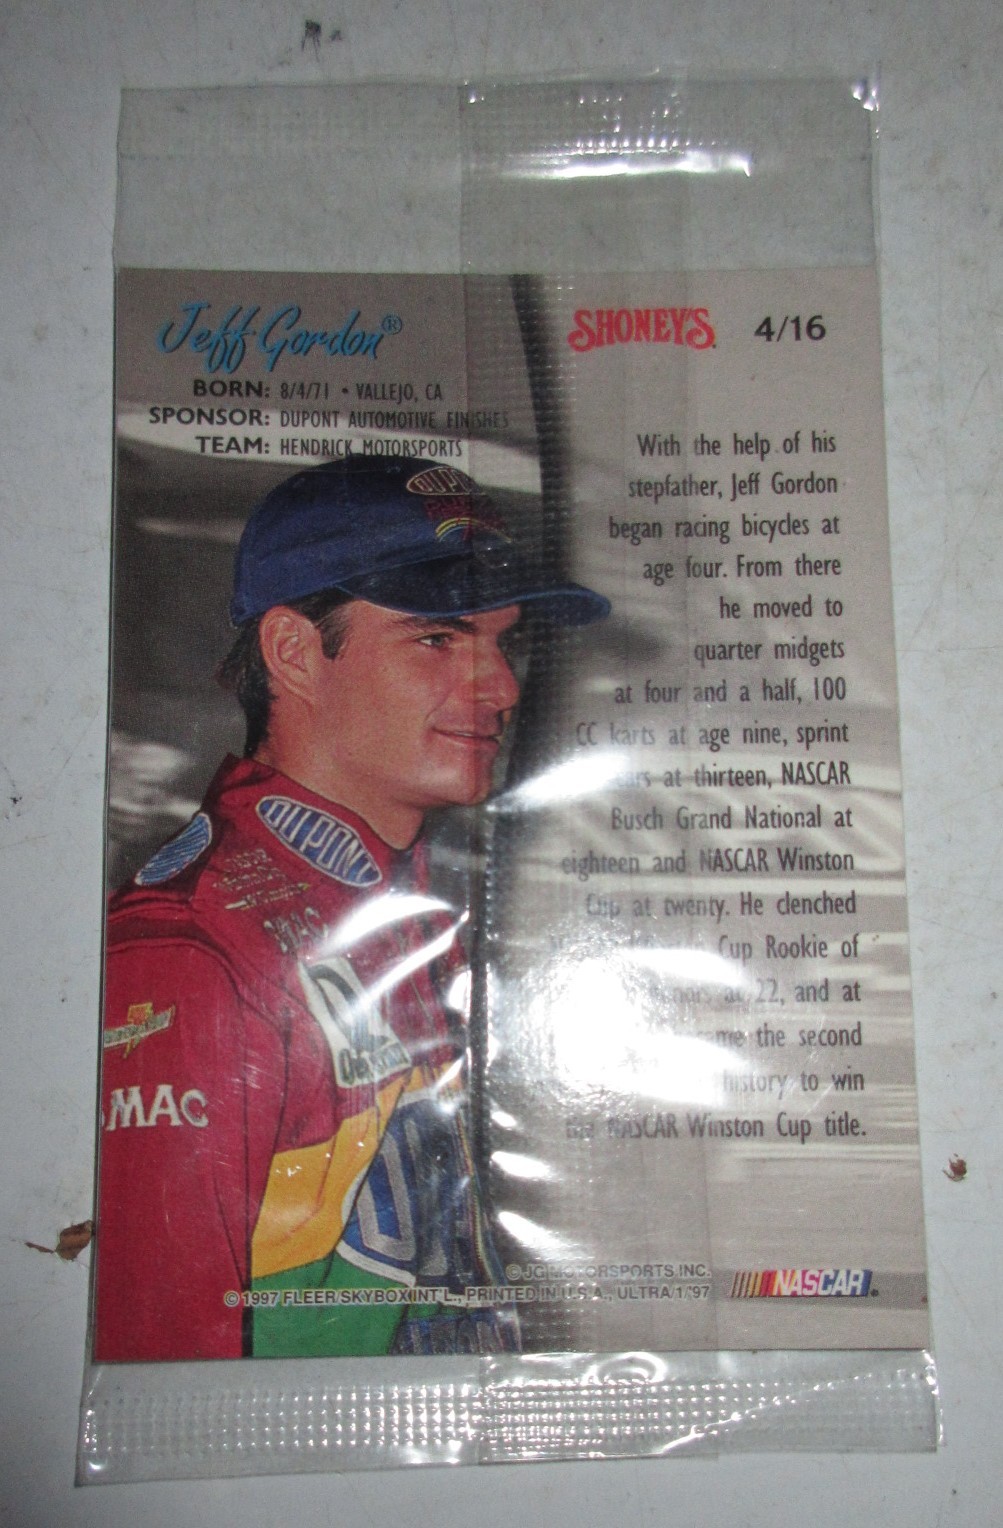 Jeff Gordon®
BORN: 8/4/71 • VALLEJO, CA
SPONSOR: DUPONT AUTOMOTIVE FINISHES
TEAM: HENDRICK MOTORSPORTS
SHONEY'S.
4/16
With the help of his
stepfather, Jeff Gordon
began racing bicycles at
age four. From there
he moved to
quarter midgets
at four and a half, 100
CC karts at age nine, sprint
at thirteen, NASCAR
Busch Grand National at
eighteen and NASCAR Winston
Cup at twenty. He clenched
Cup Rookie of
at 22, and at
the second
history to win
the NASCAR Winston Cup title.
DUPONT
DUPONT
GMAC
MAC
© JG MOTORSPORTS INC.
© 1997 FLEER/SKYBOX INT'L., PRINTED IN U.S.A., ULTRA/1/'97
NASCAR